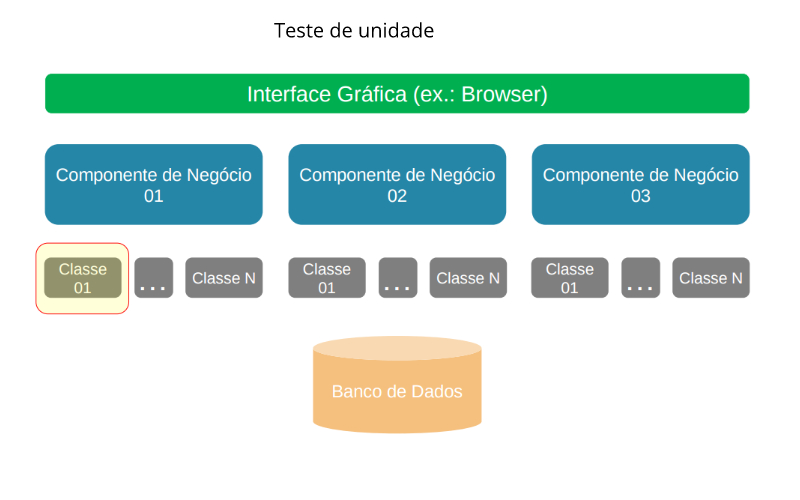 Teste de unidade
Interface Gráfica (ex.: Browser)
Componente de Negócio
01
Componente de Negócio
02
Componente de Negócio
03
Classe
01
...
Classe N
Classe
01
...
Classe N
Classe
01
...
Classe N
Banco de Dados